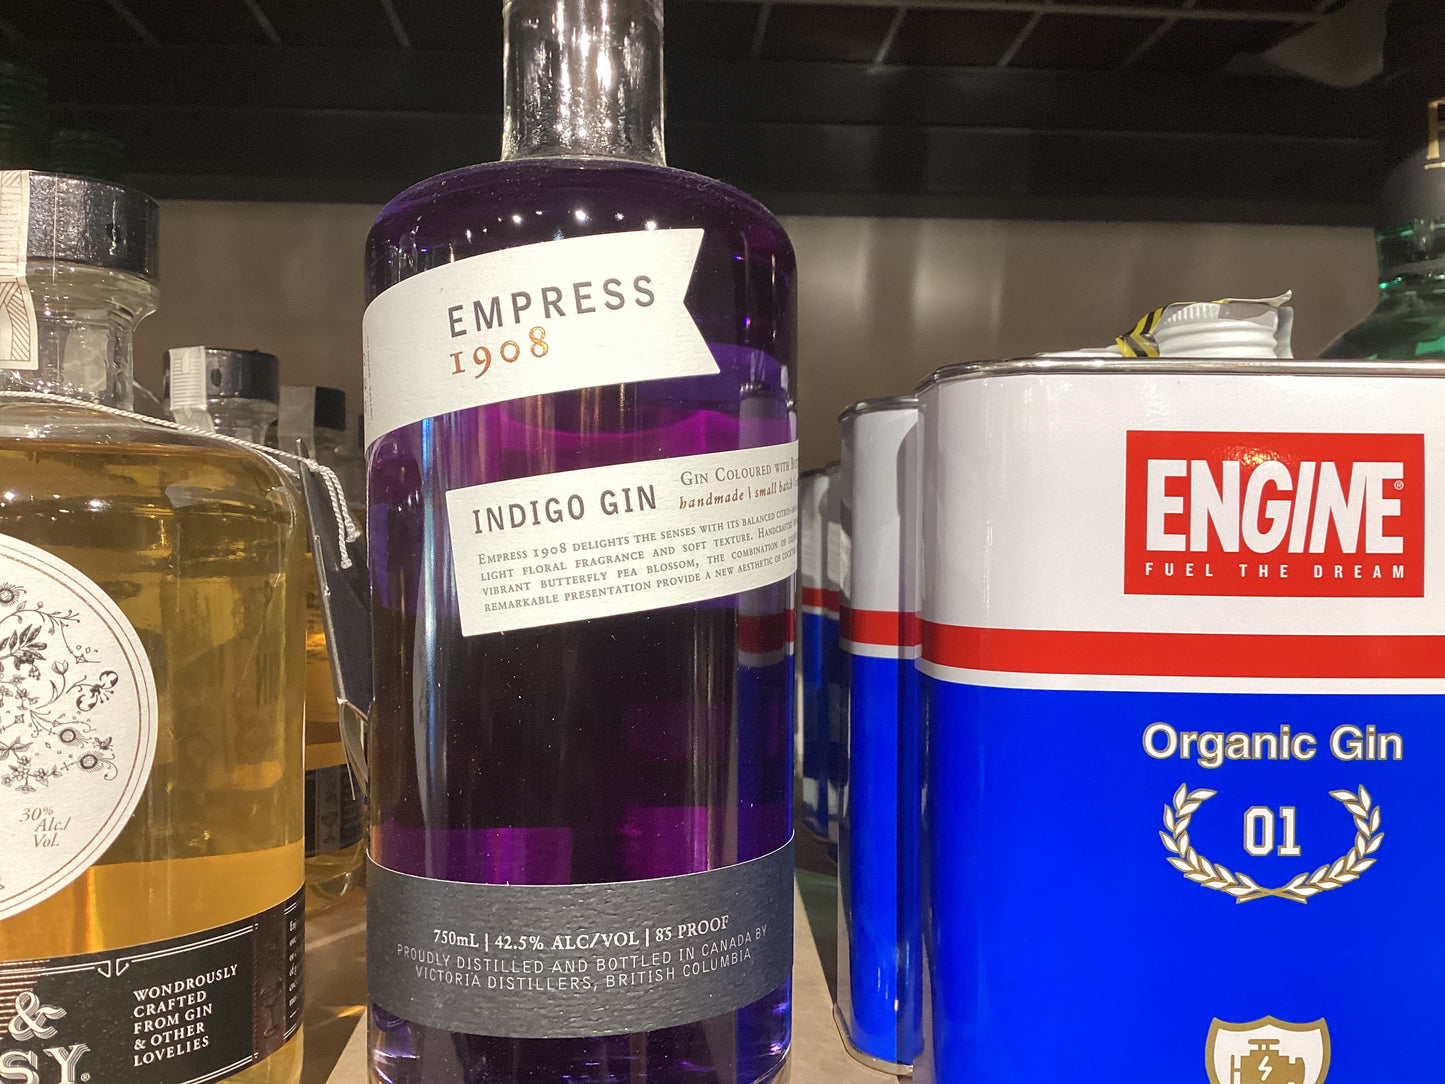 30%
Alc./
Vol.
&
SY.
WONDROUSLY
CRAFTED
FROM GIN
& OTHER
LOVELIES
EMPRESS
1908
INDIGO GIN
GIN COLOURED WITH
handmade \ small batch
EMPRESS 1908 DELIGHTS THE SENSES WITH ITS BALANCED
LIGHT FLORAL FRAGRANCE AND SOFT TEXTURE. HANDCRAFTED
VIBRANT BUTTERFLY PEA BLOSSOM, THE COMBINATION OF
REMARKABLE PRESENTATION PROVIDE A NEW AESTHETIC OF
750mL | 42.5% ALC/VOL | 85 PROOF
PROUDLY DISTILLED AND BOTTLED IN CANADA BY
VICTORIA DISTILLERS, BRITISH COLUMBIA
ENGINE®
FUEL THE DREAM
Organic Gin
01